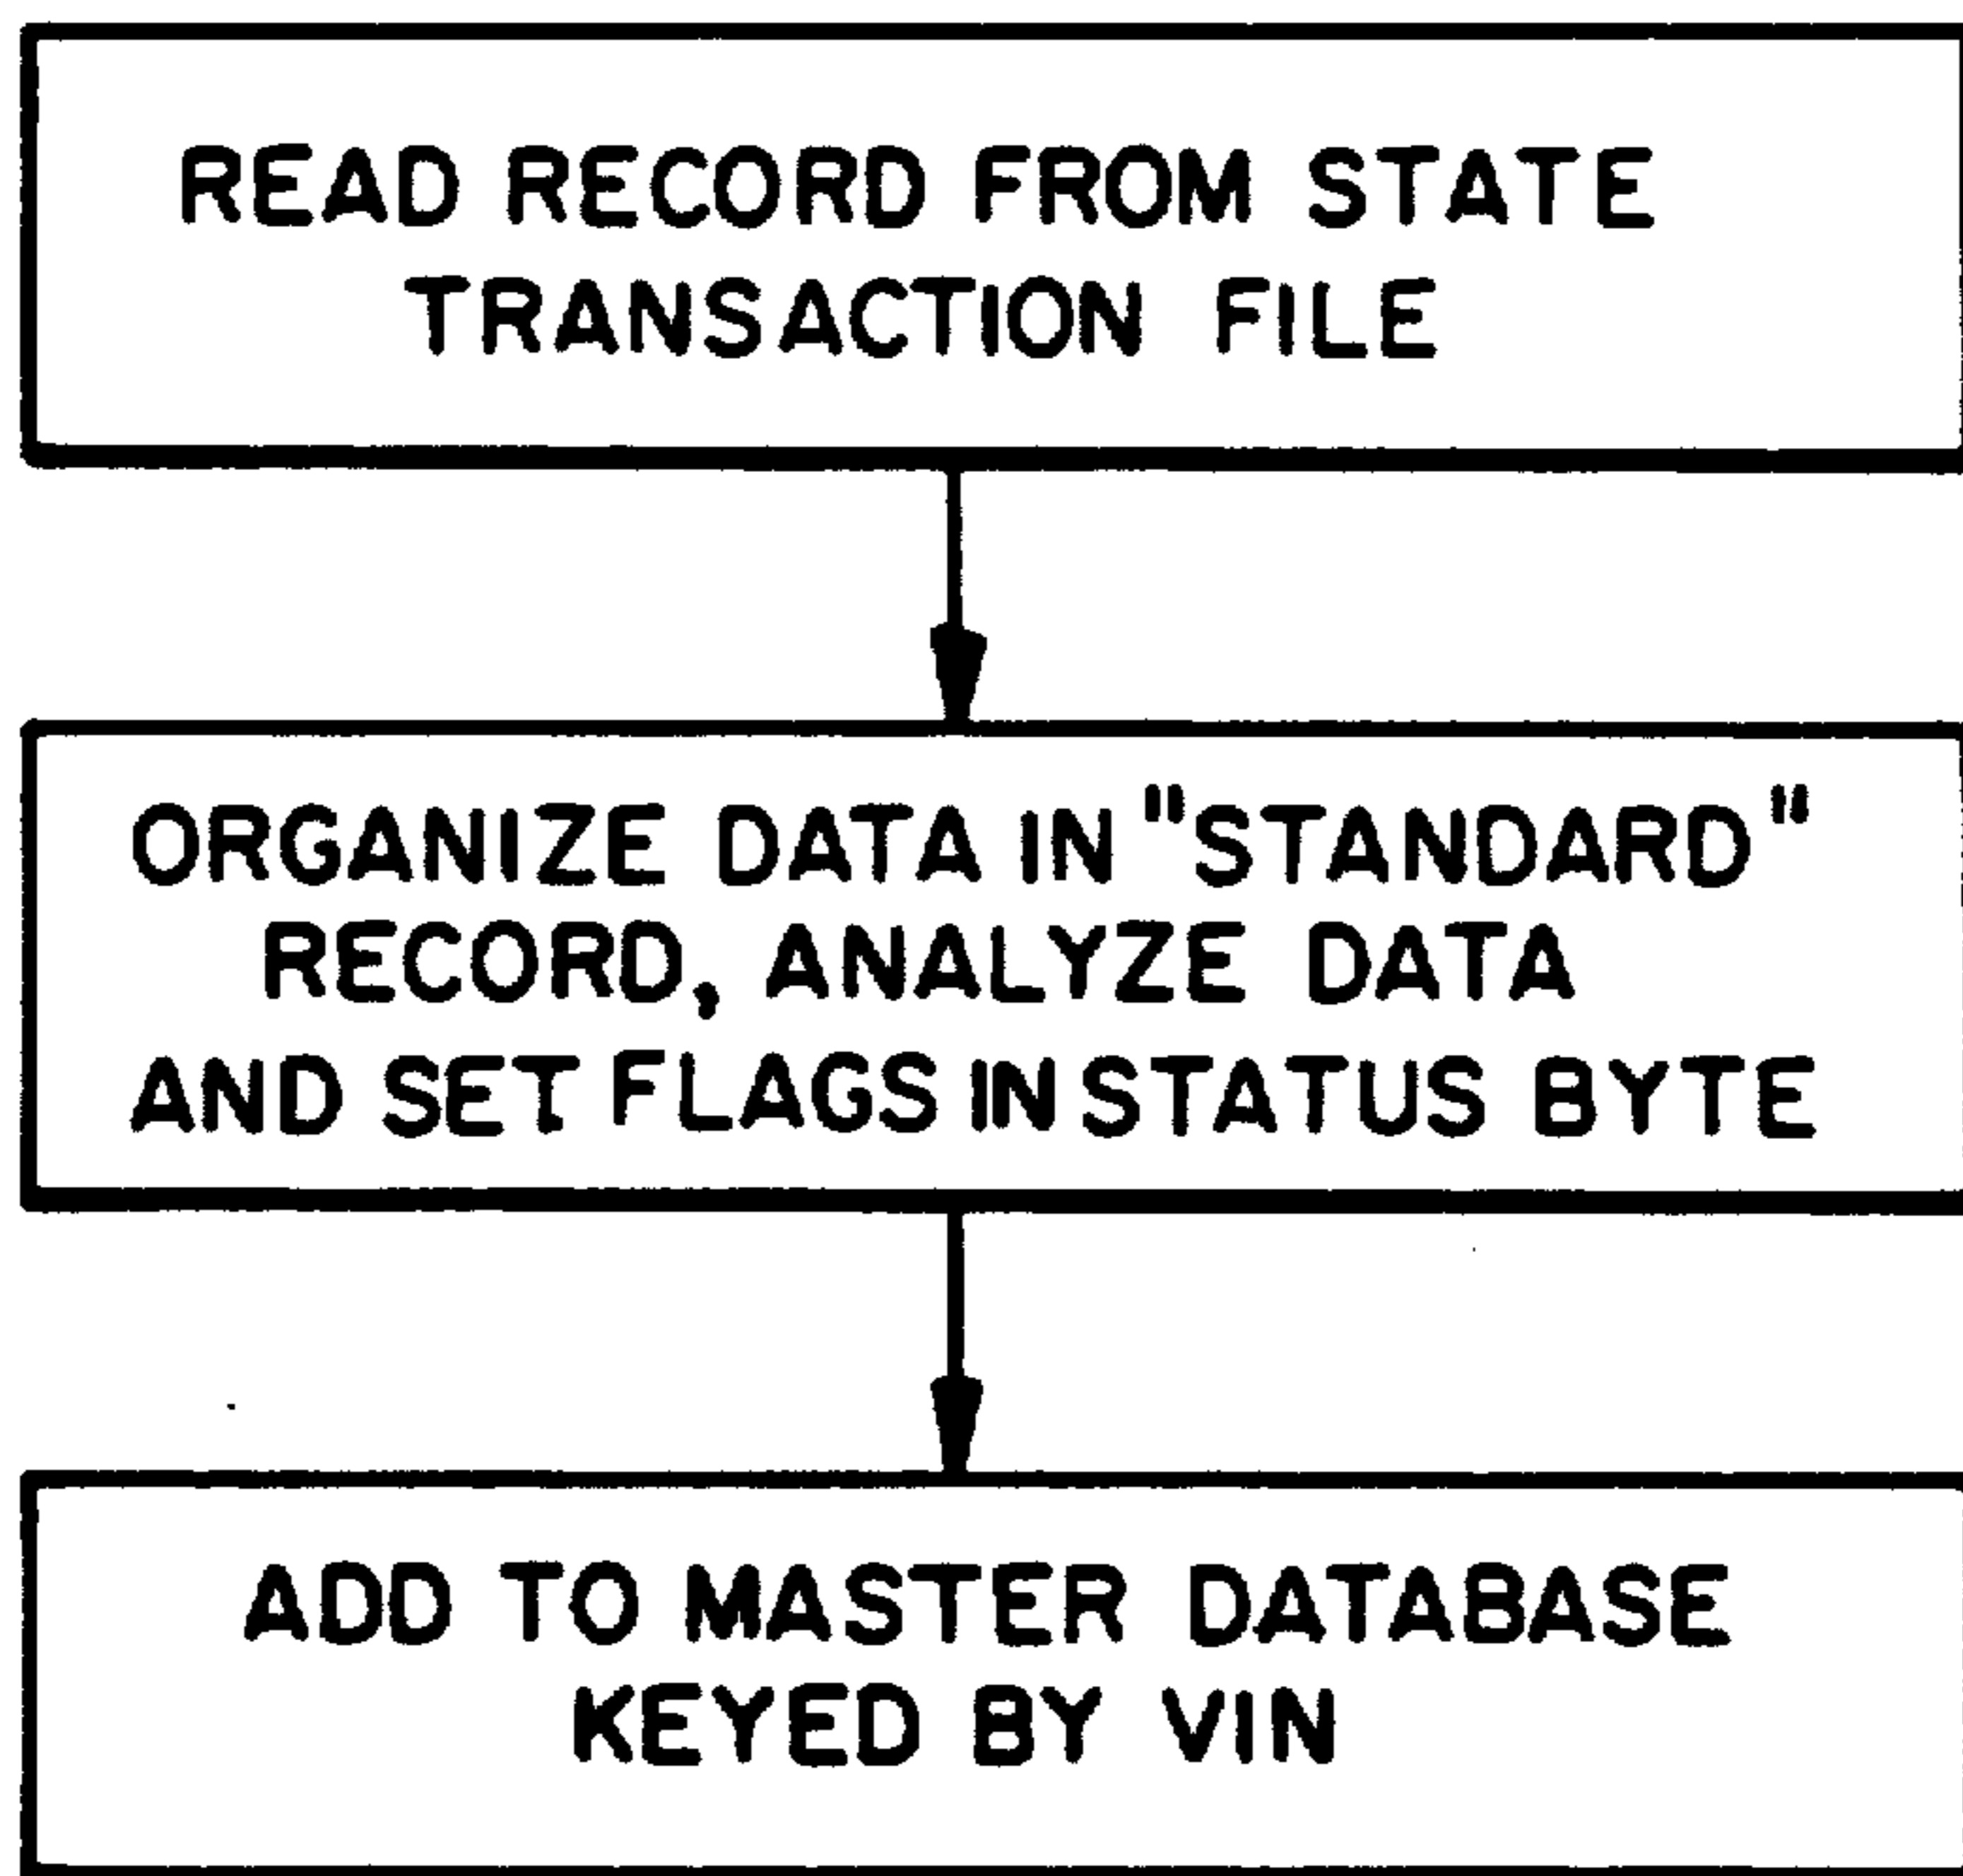 READ RECORD FROM STATE
TRANSACTION FILE
ORGANIZE DATA IN "STANDARD"
RECORD, ANALYZE DATA
AND SET FLAGS IN STATUS BYTE
ADD TO MASTER DATABASE
KEYED BY VIN